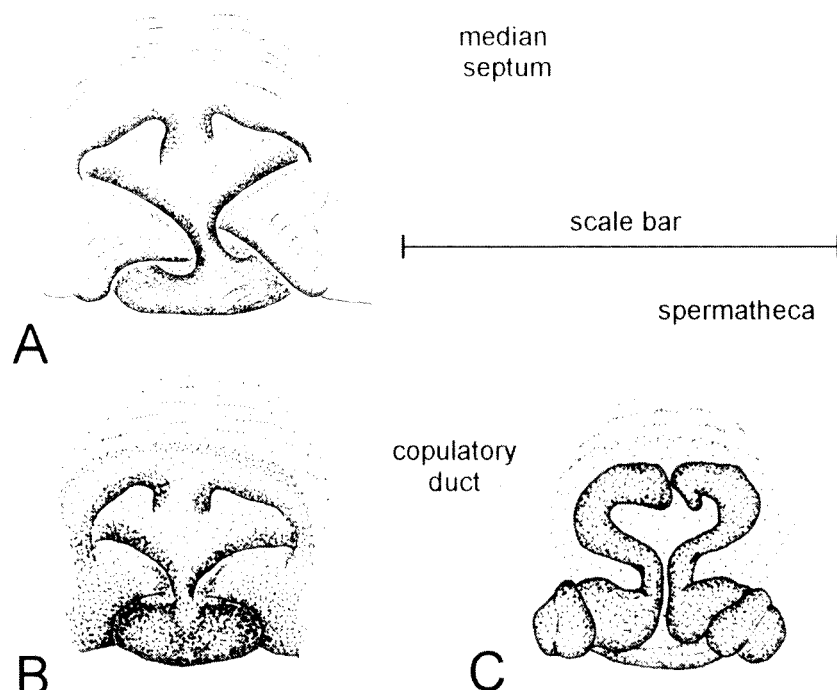 median
septum
scale bar
spermatheca
A
copulatory
duct
B
C